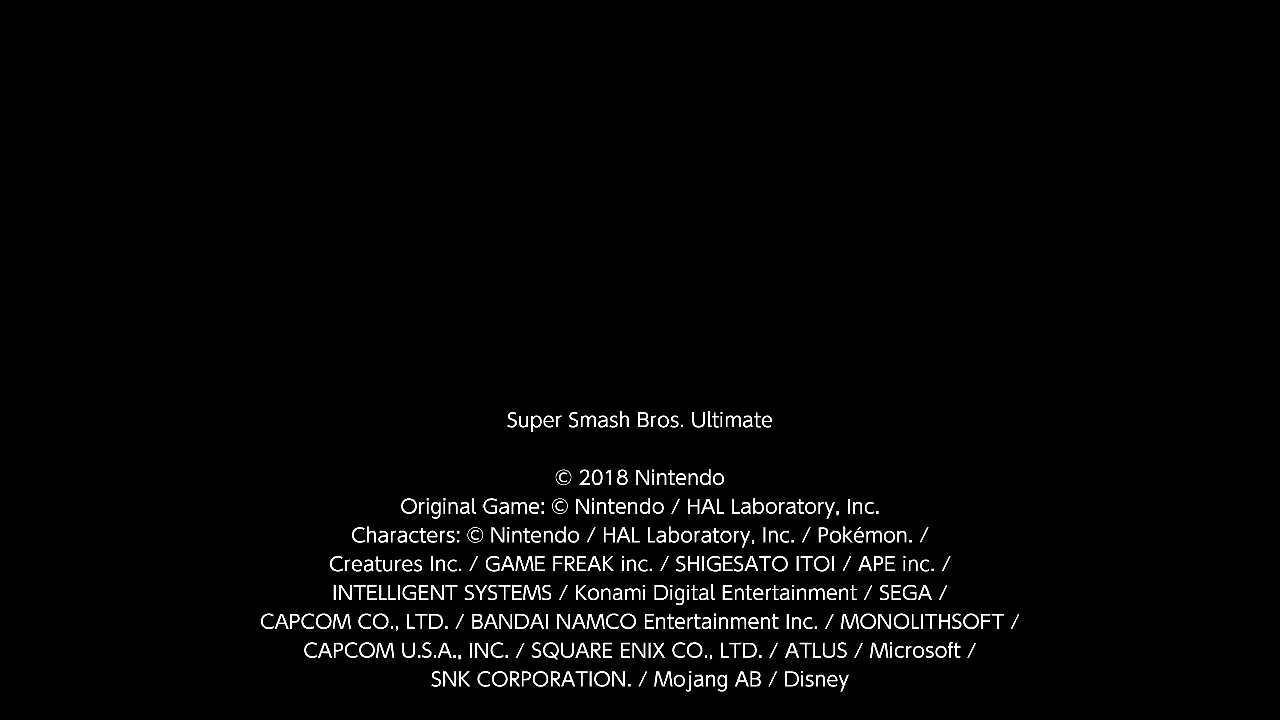 Super Smash Bros. Ultimate
© 2018 Nintendo
Original Game: © Nintendo / HAL Laboratory, Inc.
Characters: © Nintendo / HAL Laboratory, Inc. / Pokémon. /
Creatures Inc. / GAME FREAK inc. / SHIGESATO ITOI / APE inc. /
INTELLIGENT SYSTEMS / Konami Digital Entertainment / SEGA /
CAPCOM CO., LTD. / BANDAI NAMCO Entertainment Inc. / MONOLITHSOFT /
CAPCOM U.S.A., INC. / SQUARE ENIX CO., LTD. / ATLUS / Microsoft /
SNK CORPORATION. / Mojang AB / Disney